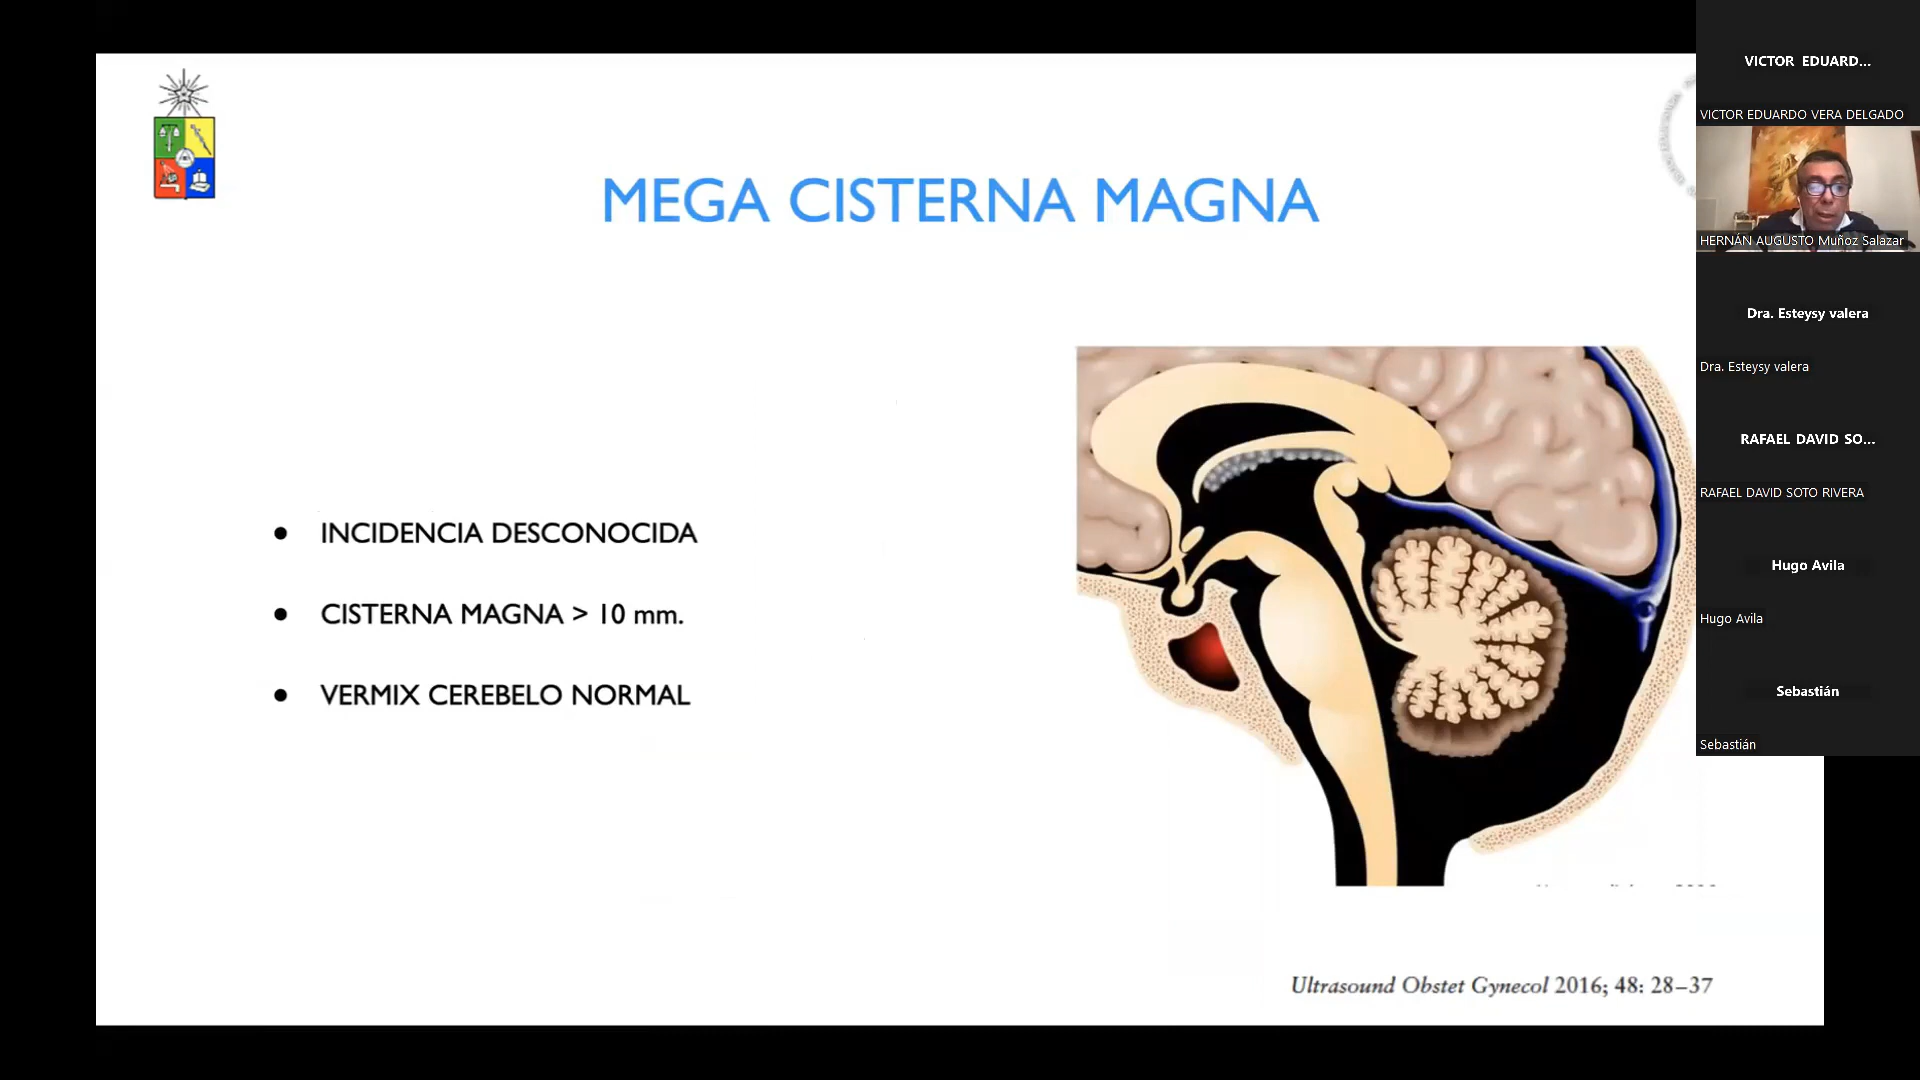 MEGA CISTERNA MAGNA
● INCIDENCIA DESCONOCIDA
● CISTERNA MAGNA > 10 mm.
● VERMIX CEREBELO NORMAL
Ultrasound Obstet Gynecol 2016; 48: 28–37
VICTOR EDUARD...
VICTOR EDUARDO VERA DELGADO
HERNÁN AUGUSTO Muñoz Salazar
Dra. Esteysy valera
Dra. Esteysy valera
RAFAEL DAVID SO...
RAFAEL DAVID SOTO RIVERA
Hugo Avila
Hugo Avila
Sebastián
Sebastián